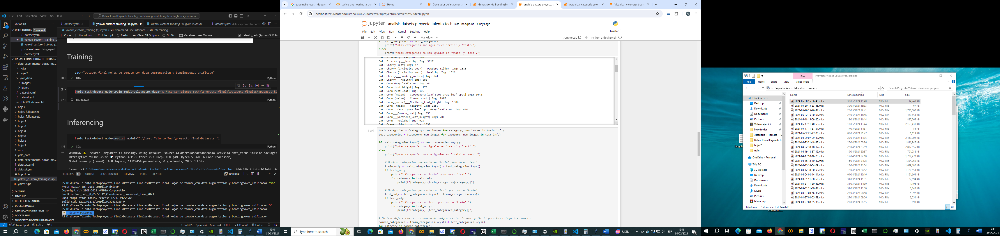 File Edit Selection View Go Run ···
Dataset final Hojas de tomate_con data augmentation y bondingboxes_unificado
EXPLORER
OPEN EDITORS 1 unsaved
dataset.yaml
yolov8_custom_training ...
yolov8_custom_training (...
dataset.yaml data_experi...
dataset.yml
DATASET FINAL HOJAS DE TOMAT...
data_experimento_pocas ima...
hojas
hojas2
yolo_data
images
labels
dataset.yaml
dataset.yml
README.dataset.txt
hojas
hojas_fulldataset
hojas_fulldataset2
hojas2
hojas3
hojas4
hojas5
hojas6
hojas7
runs
yolo_data
data_experimento_pocas ima...
dataset.yaml
dataset.yml
hojas7.rar
yolov8_custom_training (1).ip...
yolov8s.pt
OUTLINE
TIMELINE
DOCKER CONTAINERS
DOCKER IMAGES
AZURE CONTAINER REGISTRY
DOCKER HUB
SUGGESTED DOCKER HUB IMAGES
dataset.yaml .\
yolov8_custom_training (1).ipynb
yolov8_custom_training (1).ipynb (output)
dataset.yaml data_experimento_pocas
yolov8_custom_training (1).ipynb > Command Line Interface: > Inferencing
+ Code + Markdown Interrupt Restart Clear All Outputs Go To Variables Outline ···
talento_tech (Python 3.11.9)
Training
path="Dataset final Hojas de tomate_con data augmentation y bondingboxes_unificado"
[10] 0.0s Python
!yolo task=detect mode=train model=yolov8s.pt data="D:\\Curso Talento Tech\\proyecto final\\Datasets finales\\Dataset fi
[20] 883m 37.8s Python
Inferencing
!yolo task=detect mode=predict model="D:\Curso Talento Tech\proyecto final\Datasets fin
[3] 8.2s Python
WARNING 'source' argument is missing. Using default 'source=C:\Users\oscar\anaconda3\envs\talento_tech\Lib\site-packages
Ultralytics YOLOv8.2.22 Python-3.11.9 torch-2.3.0+cpu CPU (AMD Ryzen 5 5600 6-Core Processor)
Model summary (fused): 168 layers, 11129454 parameters, 0 gradients, 28.5 GFLOPs
image 1/2 C:\Users\oscar\anaconda3\envs\talento_tech\Lib\site-packages\ultralytics\assets\bus.jpg: 640x480 1 Late blight,
PROBLEMS 13 OUTPUT DEBUG CONSOLE TERMINAL PORTS JUPYTER
powershell
PS D:\Curso Talento Tech\proyecto final\Datasets finales\Dataset final Hojas de tomate_con data augmentation y bondingboxes_unificado> nvcc
nvcc: NVIDIA (R) Cuda compiler driver
Copyright (c) 2005-2023 NVIDIA Corporation
Built on Wed_Feb__8_05:53:42_Coordinated_Universal_Time_2023
Cuda compilation tools, release 12.1, V12.1.66
Build cuda_12.1.r12.1/compiler.32415258_0
PS D:\Curso Talento Tech\proyecto final\Datasets finales\Dataset final Hojas de tomate_con data augmentation y bondingboxes_unificado> ^C
PS D:\Curso Talento Tech\proyecto final\Datasets finales\Dataset final Hojas de tomate_con data augmentation y bondingboxes_unificado>
* History restored
PS D:\Curso Talento Tech\proyecto final\Datasets finales\Dataset final Hojas de tomate_con data augmentation y bondingboxes_unificado>
Launchpad 6 7 0
Ln 1, Col 385 Spaces: 4 Spaces: 4 CRLF Cell 31 of 48 Go Live
15:48
30/05/2024
sagemaker usos - Google
saving_and_loading_a_ge
Home
Generador de imagenes a
Generador de BondingBo
analisis datsets proyecto
Actualizar categoria yolo
Visualizar y corregir bou
localhost:8933/notebooks/analisis%20datsets%20proyecto%20talento%20tech.ipynb
jupyter analisis datsets proyecto talento tech Last Checkpoint: 14 days ago
File Edit View Run Kernel Settings Help
Trusted
Markdown
JupyterLab Python 3 (ipykernel)
if train_categories == test_categories:
print("\nLas categorías son iguales en 'train' y 'test'.")
else:
print("\nLas categorías no son iguales en 'train' y 'test'.")
Cat: Blueberry leaf| Img: 104
Cat: Blueberry___healthy| Img: 3017
Cat: Cherry leaf| Img: 47
Cat: Cherry_(including_sour)___Powdery_mildew| Img: 1683
Cat: Cherry_(including_sour)___healthy| Img: 1826
Cat: Cherry___Powdery_mildew| Img: 841
Cat: Cherry___healthy| Img: 683
Cat: Corn Gray leaf spot| Img: 64
Cat: Corn leaf blight| Img: 179
Cat: Corn rust leaf| Img: 106
Cat: Corn_(maize)___Cercospora_leaf_spot Gray_leaf_spot| Img: 1642
Cat: Corn_(maize)___Common_rust_| Img: 1907
Cat: Corn_(maize)___Northern_Leaf_Blight| Img: 1908
Cat: Corn_(maize)___healthy| Img: 1859
Cat: Corn___Cercospora_leaf_spot Gray_leaf_spot| Img: 410
Cat: Corn___Common_rust| Img: 953
Cat: Corn___Northern_Leaf_Blight| Img: 788
Cat: Corn___healthy| Img: 929
Cat: Grape___Black_rot| Img: 2832
[20]: train_categories = {category: num_images for category, num_images in train_info}
test_categories = {category: num_images for category, num_images in test_info}
if train_categories.keys() == test_categories.keys():
print("\nLas categorías son iguales en 'train' y 'test'.")
else:
print("\nLas categorías no son iguales en 'train' y 'test'.")
# Mostrar categorías que están en 'train' pero no en 'test'
train_only = train_categories.keys() - test_categories.keys()
if train_only:
print("\nCategorías en 'train' pero no en 'test':")
for category in train_only:
print(f"{category} {train_categories[category]}")
# Mostrar categorías que están en 'test' pero no en 'train'
test_only = test_categories.keys() - train_categories.keys()
if test_only:
print("\nCategorías en 'test' pero no en 'train':")
for category in test_only:
print(f"{category} {test_categories[category]}")
# Mostrar diferencias en el número de imágenes entre 'train' y 'test' para las categorías comunes
common_categories = train_categories.keys() & test_categories.keys()
for category in common_categories:
Type here to search
ÚLTI...
ESP
15:48
30/05/2024
Play
Proyecto Videos Educativos, propios
File Home Share View Video Tools
Proyecto Videos Educativos, propios
Search Proyecto Videos Educativos, propios
Quick access
Desktop
Downloads
Documents
Pictures
Videos ejercicio
New folder
categoria_1_Tomato___E
Dataset final Hojas de to
hojas7
train
OneDrive - Personal
This PC
3D Objects
Desktop
Documents
Downloads
Music
Pictures
titanic.zip
Name Date modified Type Size
2024-05-30 15-36-40.mkv 30/05/2024 15:40 MKV File 14,749 KB
2024-05-30 15-33-55.mkv 30/05/2024 15:33 MKV File 67 KB
2024-05-26 15-26-47.mkv 26/05/2024 22:41 MKV File 1,721,660 KB
2024-05-22 15-30-01.mkv 22/05/2024 16:56 MKV File 460,653 KB
2024-05-18 15-09-25.mkv 18/05/2024 16:14 MKV File 827,765 KB
2024-05-17 11-40-53.mkv 17/05/2024 13:44 MKV File 2,163,431 KB
2024-05-17 11-37-31.mkv 17/05/2024 11:37 MKV File 85 KB
2024-05-02 21-47-08.mkv 02/05/2024 21:47 MKV File 1,119 KB
2024-04-29 07-09-43.mkv 29/04/2024 11:05 MKV File 2,459,002 KB
2024-04-25 21-48-47.mkv 26/04/2024 00:26 MKV File 1,816,947 KB
2024-04-22 18-18-17.mkv 22/04/2024 23:59 MKV File 2,837,555 KB
2024-04-19 18-37-15.mkv 19/04/2024 20:37 MKV File 701,288 KB
2024-04-17 18-16-20.mkv 17/04/2024 22:18 MKV File 1,709,470 KB
2024-04-16 18-10-39.mkv 16/04/2024 21:38 MKV File 1,384,369 KB
2024-04-15 18-04-09.mkv 15/04/2024 21:54 MKV File 1,639,180 KB
2024-04-12 18-30-53.mkv 12/04/2024 20:52 MKV File 1,120,553 KB
2024-04-04 08-14-11.mkv 04/04/2024 10:16 MKV File 1,151,664 KB
2024-03-31 11-30-59.mkv 31/03/2024 11:31 MKV File 22,694 KB
2024-03-31 11-30-53.mkv 31/03/2024 11:30 MKV File 1,106 KB
2024-03-31 11-30-47.mkv 31/03/2024 11:30 MKV File 1,148 KB
2024-03-27 08-56-48.mkv 27/03/2024 08:58 MKV File 5,292 KB
2024-03-27 08-55-53.mkv 27/03/2024 08:56 MKV File 2,553 KB
2024-03-27 08-55-36.mkv 27/03/2024 08:55 MKV File 690 KB
126 items 1 item selected 14.4 MB
langch
cotizacion....
15:48
30/05/2024